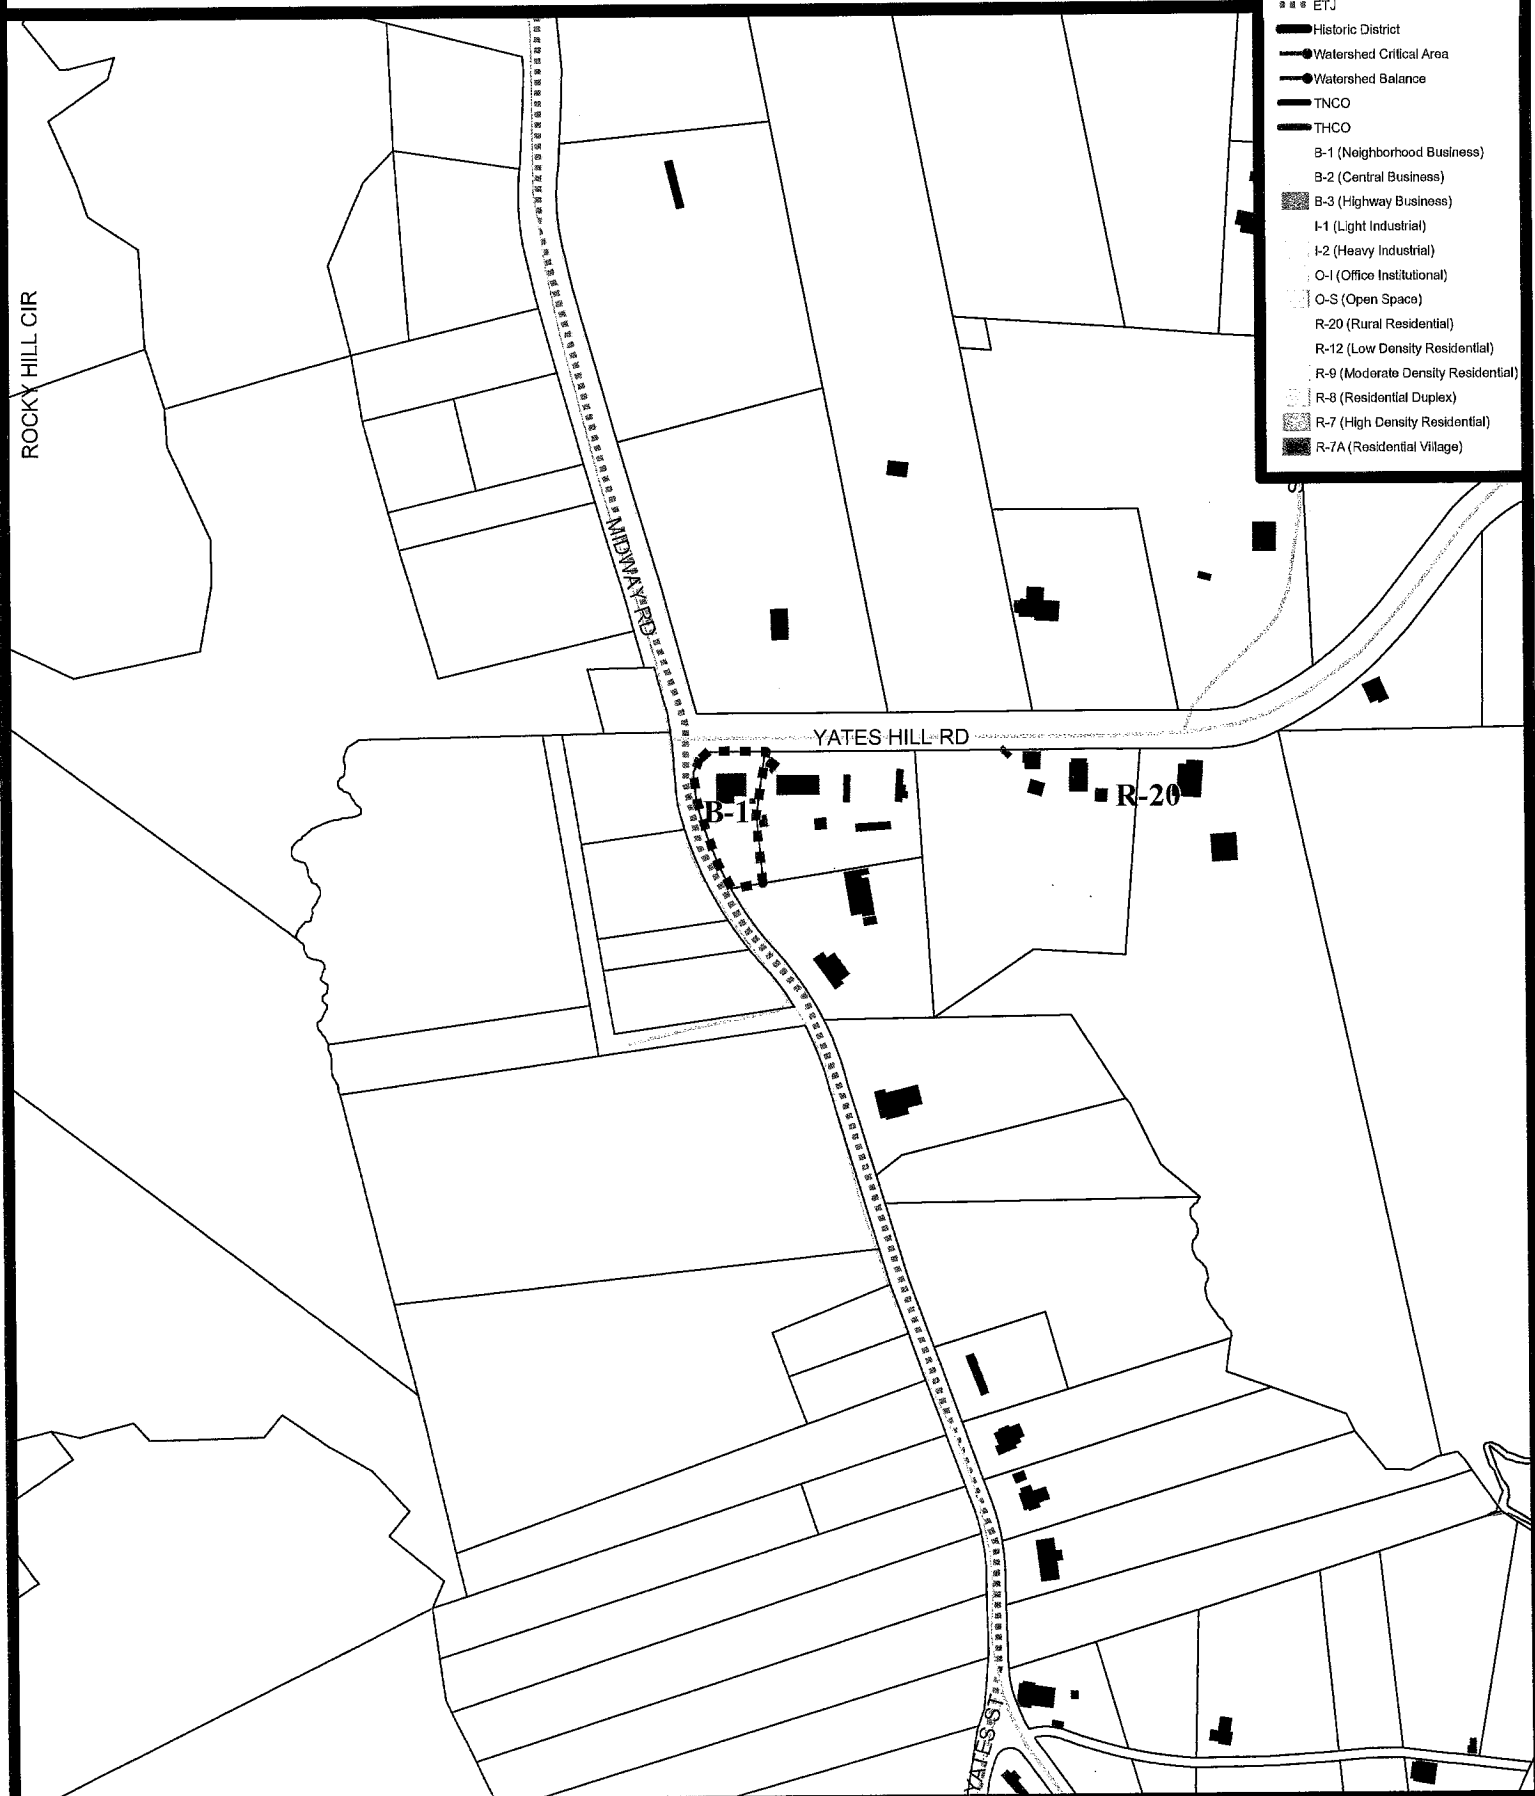 ETJ
Historic District
Watershed Critical Area
Watershed Balance
TNCO
THCO
B-1 (Neighborhood Business)
B-2 (Central Business)
B-3 (Highway Business)
I-1 (Light Industrial)
I-2 (Heavy Industrial)
O-I (Office Institutional)
O-S (Open Space)
R-20 (Rural Residential)
R-12 (Low Density Residential)
R-9 (Moderate Density Residential)
R-8 (Residential Duplex)
R-7 (High Density Residential)
R-7A (Residential Village)
ROCKY HILL CIR
S
MIDWAY RD
YATES HILL RD
B-1
R-20
YATES ST